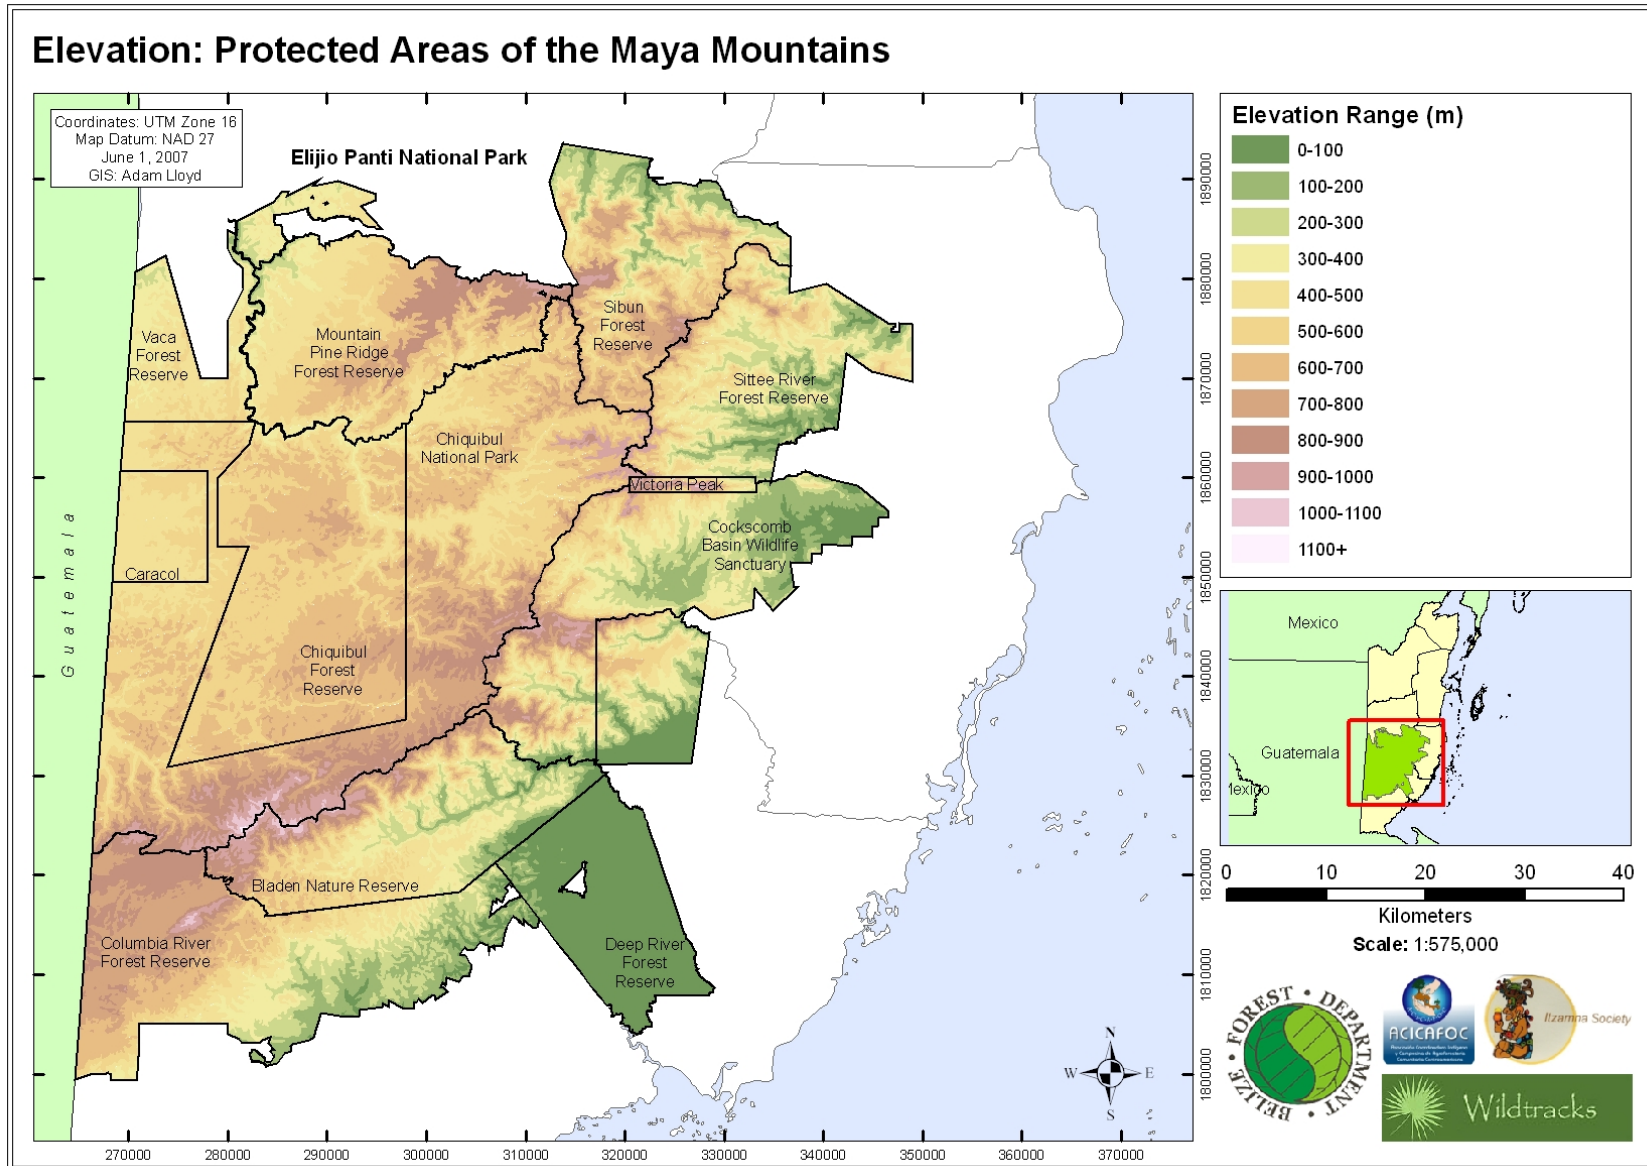 Elevation: Protected Areas of the Maya Mountains
Coordinates: UTM Zone 16
Map Datum: NAD 27
June 1, 2007
GIS: Adam Lloyd
Elijio Panti National Park
Vaca
Forest
Reserve
Mountain
Pine Ridge
Forest Reserve
Sibun
Forest
Reserve
Sittee River
Forest Reserve
Chiquibul
National Park
Victoria Peak
Cockscomb
Basin Wildlife
Sanctuary
Caracol
Guatemala
Chiquibul
Forest
Reserve
Bladen Nature Reserve
Columbia River
Forest Reserve
Deep River
Forest
Reserve
N
W
E
S
270000
280000
290000
300000
310000
320000
330000
340000
350000
360000
370000
1890000
1880000
1870000
1860000
1850000
1840000
1830000
1820000
1810000
1800000
Elevation Range (m)
0-100
100-200
200-300
300-400
400-500
500-600
600-700
700-800
800-900
900-1000
1000-1100
1100+
Mexico
Guatemala
Mexico
0 10 20 30 40
Kilometers
Scale: 1:575,000
BELIZE • FOREST • DEPARTMENT •
ACICAFOC
Itzamna Society
Wildtracks